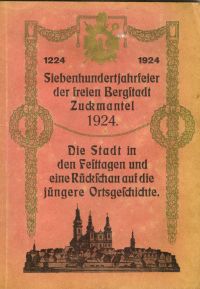 1224 1924
Siebenhundertjahrfeier
der freien Bergstadt
Zuckmantel
1924.
Die Stadt in
den Festtagen und
eine Rückschau auf die
jüngere Ortsgeschichte.